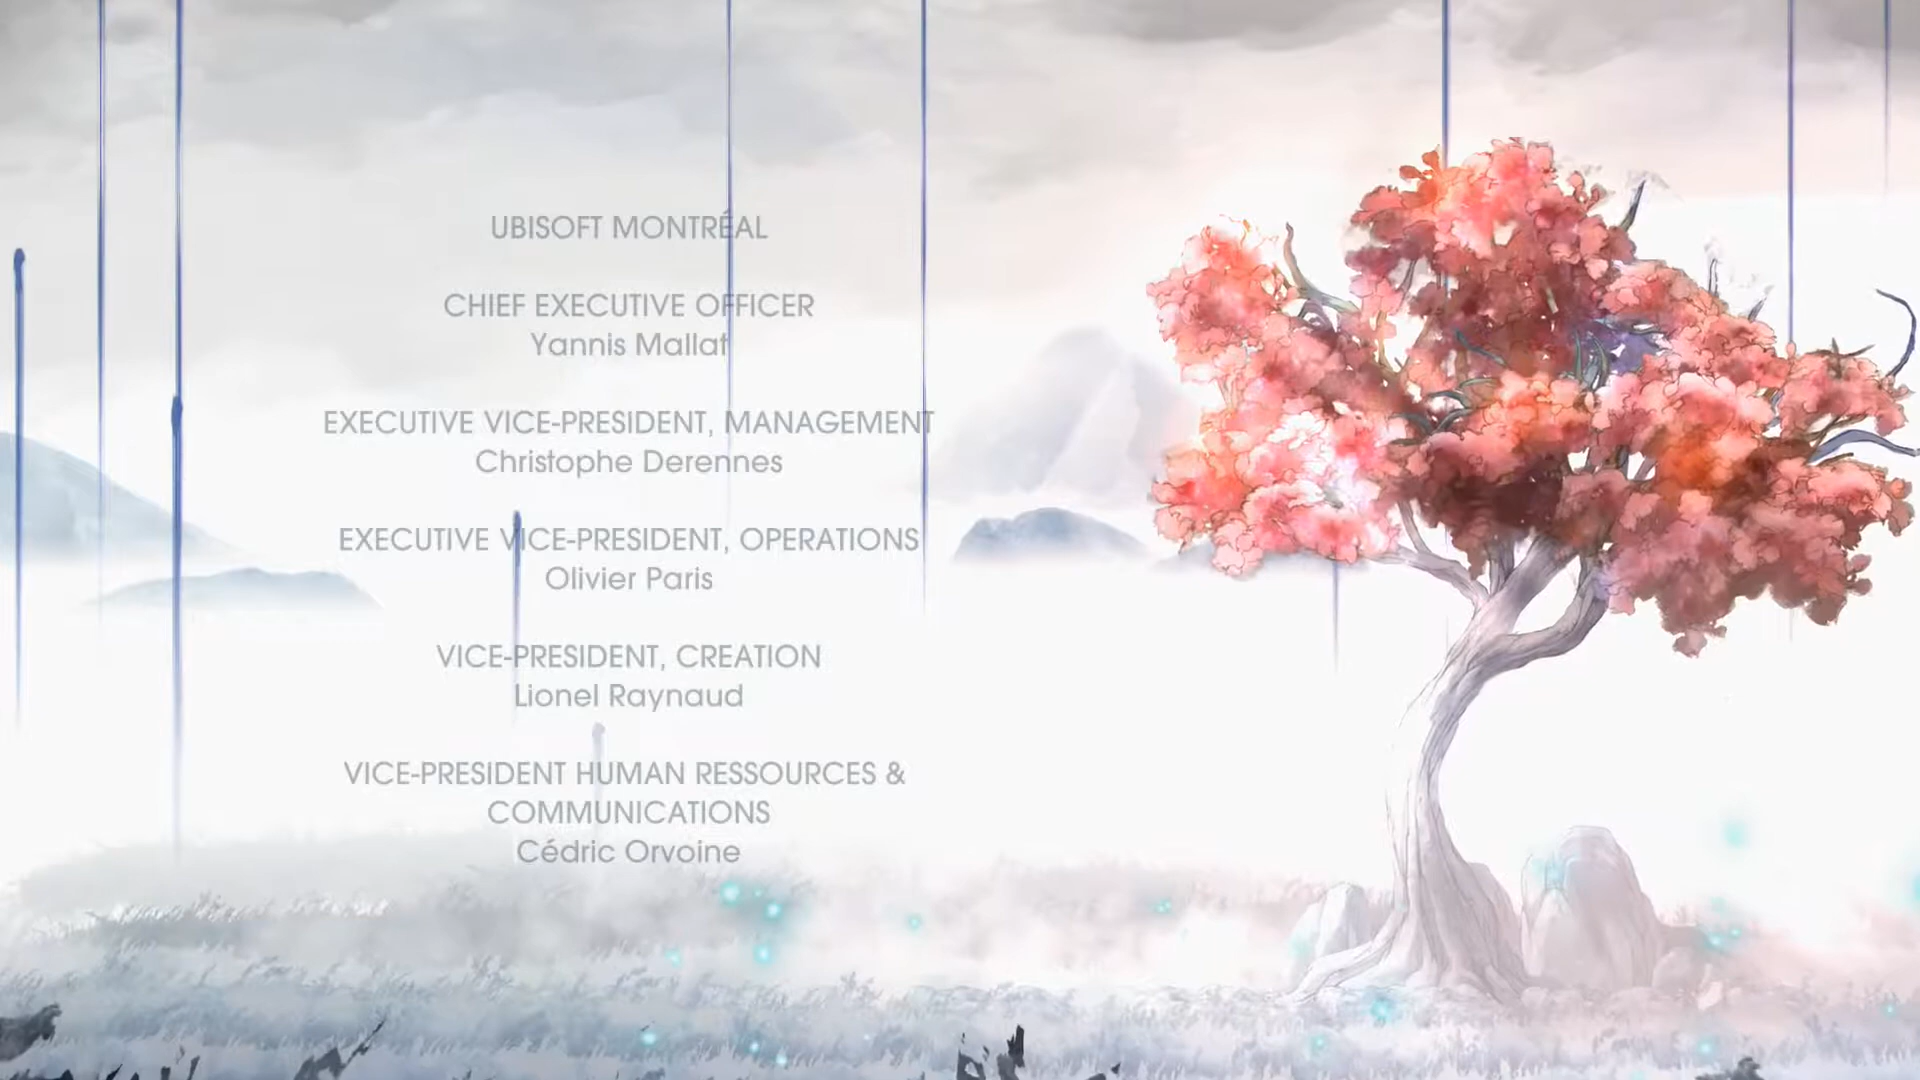 UBISOFT MONTRÉAL
CHIEF EXECUTIVE OFFICER
Yannis Mallat
EXECUTIVE VICE-PRESIDENT, MANAGEMENT
Christophe Derennes
EXECUTIVE VICE-PRESIDENT, OPERATIONS
Olivier Paris
VICE-PRESIDENT, CREATION
Lionel Raynaud
VICE-PRESIDENT HUMAN RESSOURCES &
COMMUNICATIONS
Cédric Orvoine